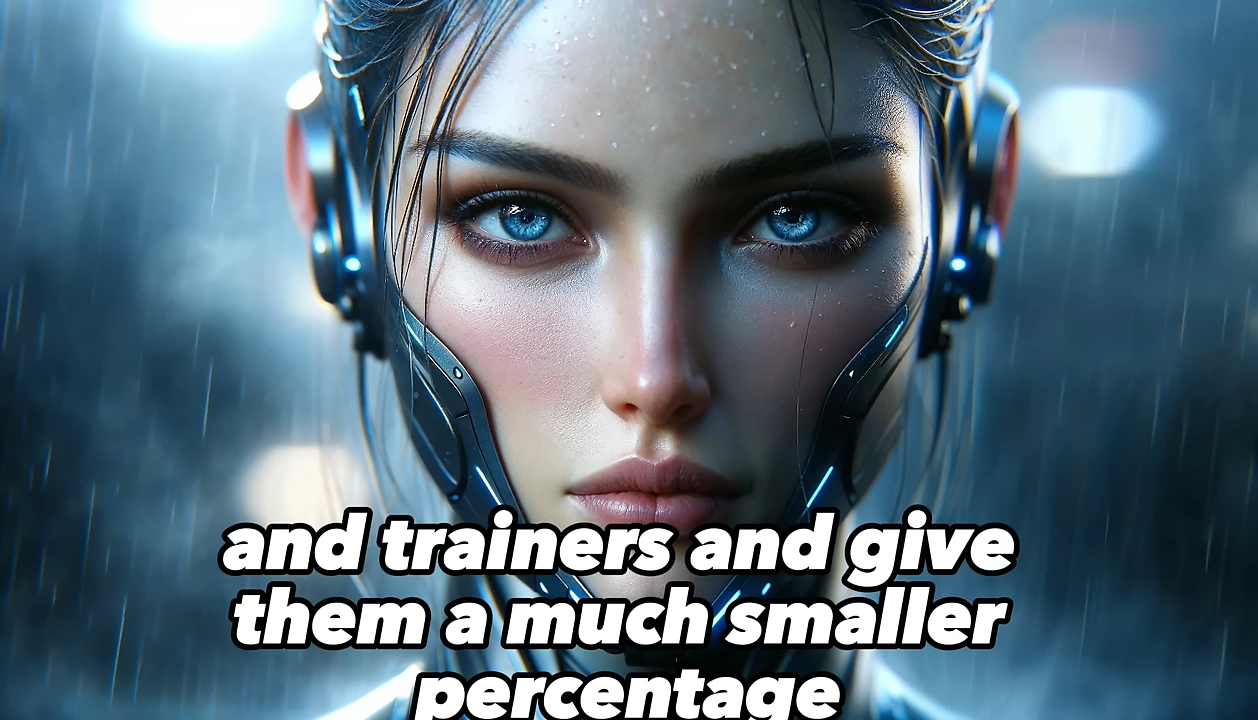 and trainers and give
them a much smaller
percentage